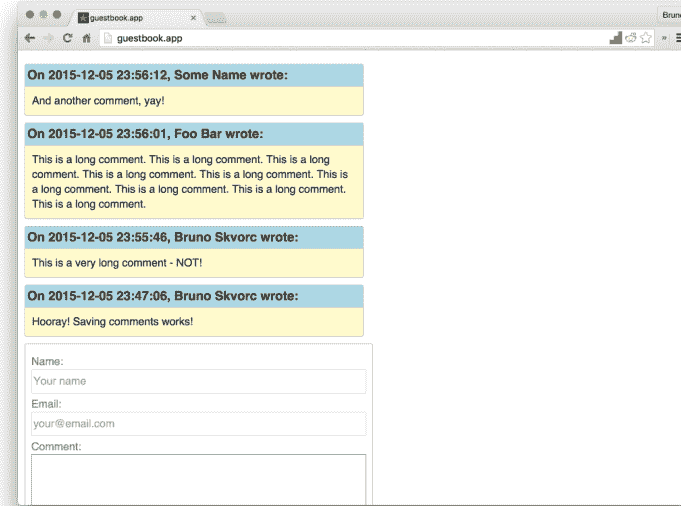 guestbook.app
Brun
guestbook.app
On 2015-12-05 23:56:12, Some Name wrote:
And another comment, yay!
On 2015-12-05 23:56:01, Foo Bar wrote:
This is a long comment. This is a long comment. This is a long
comment. This is a long comment. This is a long comment. This is
a long comment. This is a long comment. This is a long comment.
This is a long comment.
On 2015-12-05 23:55:46, Bruno Skvorc wrote:
This is a very long comment - NOT!
On 2015-12-05 23:47:06, Bruno Skvorc wrote:
Hooray! Saving comments works!
Name:
Your name
Email:
your@email.com
Comment: